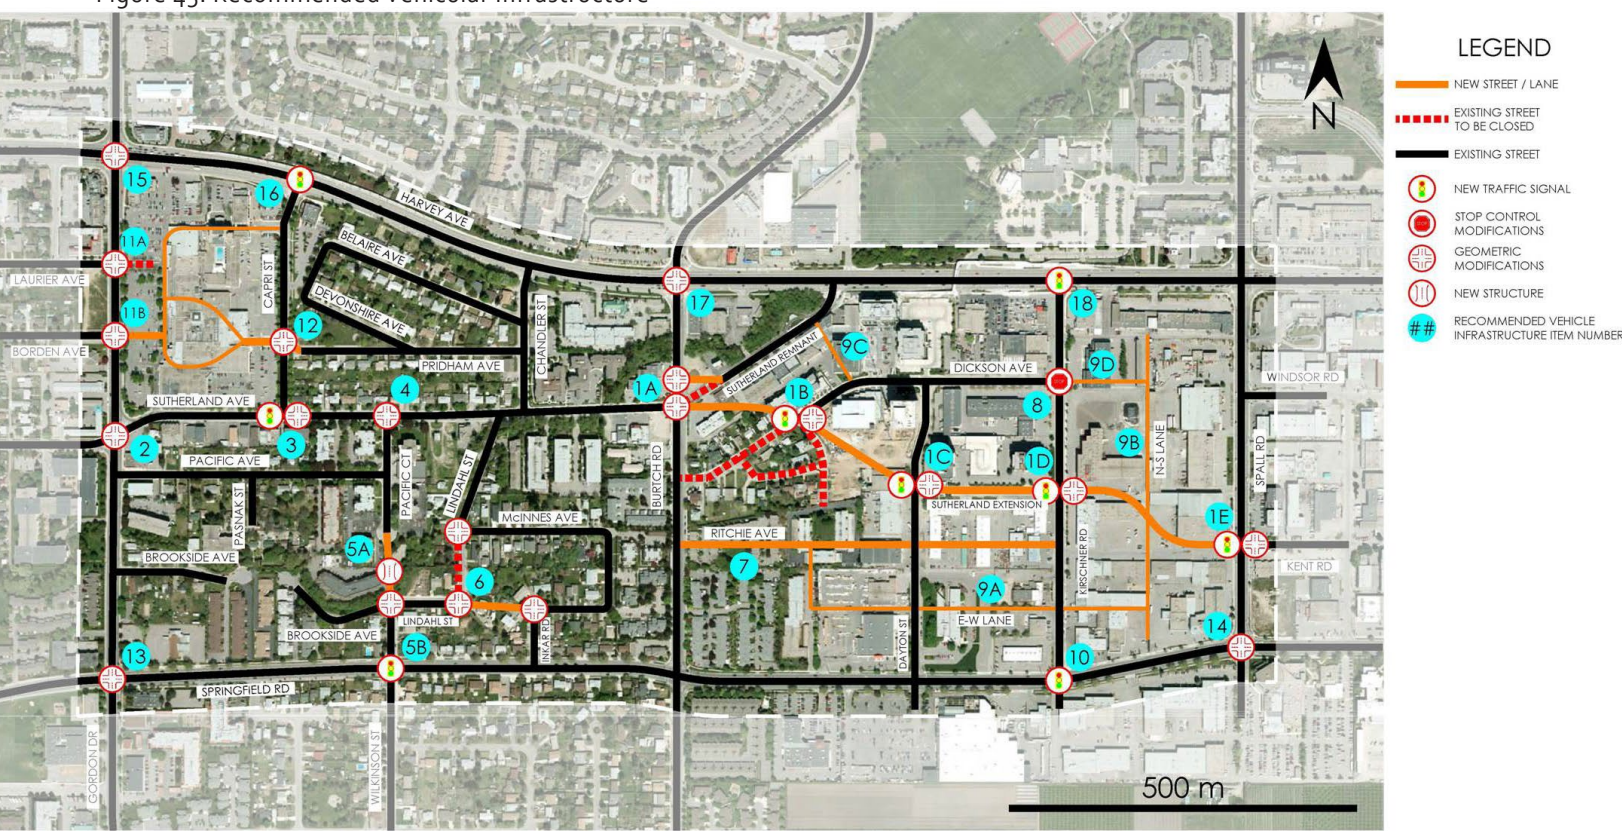 Figure 45: Recommended Vehicular Infrastructure
LEGEND
NEW STREET / LANE
EXISTING STREET
TO BE CLOSED
EXISTING STREET
NEW TRAFFIC SIGNAL
STOP CONTROL
MODIFICATIONS
GEOMETRIC
MODIFICATIONS
NEW STRUCTURE
##
RECOMMENDED VEHICLE
INFRASTRUCTURE ITEM NUMBER
N
15
16
HARVEY AVE
11A
LAURIER AVE
BELAIRE AVE
CAPRI ST
DEVONSHIRE AVE
17
18
11B
12
CHANDLER ST
BORDEN AVE
PRIDHAM AVE
SUTHERLAND REMNANT
9C
DICKSON AVE
9D
WINDSOR RD
1A
1B
4
SUTHERLAND AVE
8
2
3
9B
N-S LANE
SPALL RD
PACIFIC AVE
PACIFIC CT
LINDAHL ST
BURTCH RD
1C
1D
SUTHERLAND EXTENSION
PASNAK ST
McINNES AVE
1E
RITCHIE AVE
5A
BROOKSIDE AVE
7
KIRSCHNER RD
KENT RD
6
9A
LINDAHL ST
E-W LANE
BROOKSIDE AVE
INKAR RD
DAYTON ST
14
13
5B
10
SPRINGFIELD RD
GORDON DR
WILKINSON ST
500 m
STOP
STOP